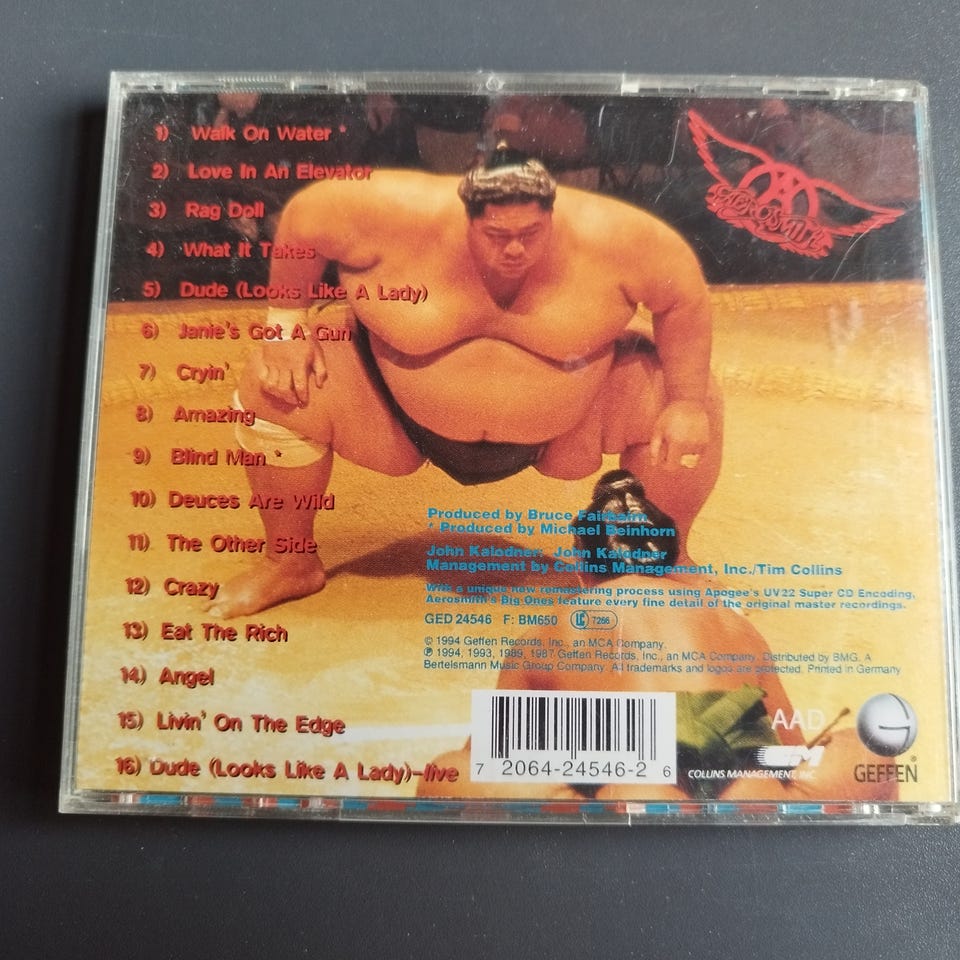 1) Walk On Water *
2) Love In An Elevator
3) Rag Doll
4) What It Takes
5) Dude (Looks Like A Lady)
6) Janie's Got A Gun
7) Cryin'
8) Amazing
9) Blind Man *
10) Deuces Are Wild
11) The Other Side
12) Crazy
13) Eat The Rich
14) Angel
15) Livin' On The Edge
16) Dude (Looks Like A Lady)–live
AEROSMITH
Produced by Bruce Fairbairn
* Produced by Michael Beinhorn
John Kalodner: John Kalodner
Management by Collins Management, Inc./Tim Collins
With a unique new remastering process using Apogee's UV22 Super CD Encoding,
Aerosmith's Big Ones feature every fine detail of the original master recordings.
GED 24546 F: BM650 LC 7266
© 1994 Geffen Records, Inc., an MCA Company.
℗ 1994, 1993, 1989, 1987 Geffen Records, Inc., an MCA Company. Distributed by BMG. A
Bertelsmann Music Group Company. All trademarks and logos are protected. Printed in Germany
7 2064-24546-2 6
AAD
CM
COLLINS MANAGEMENT, INC.
GEFFEN®